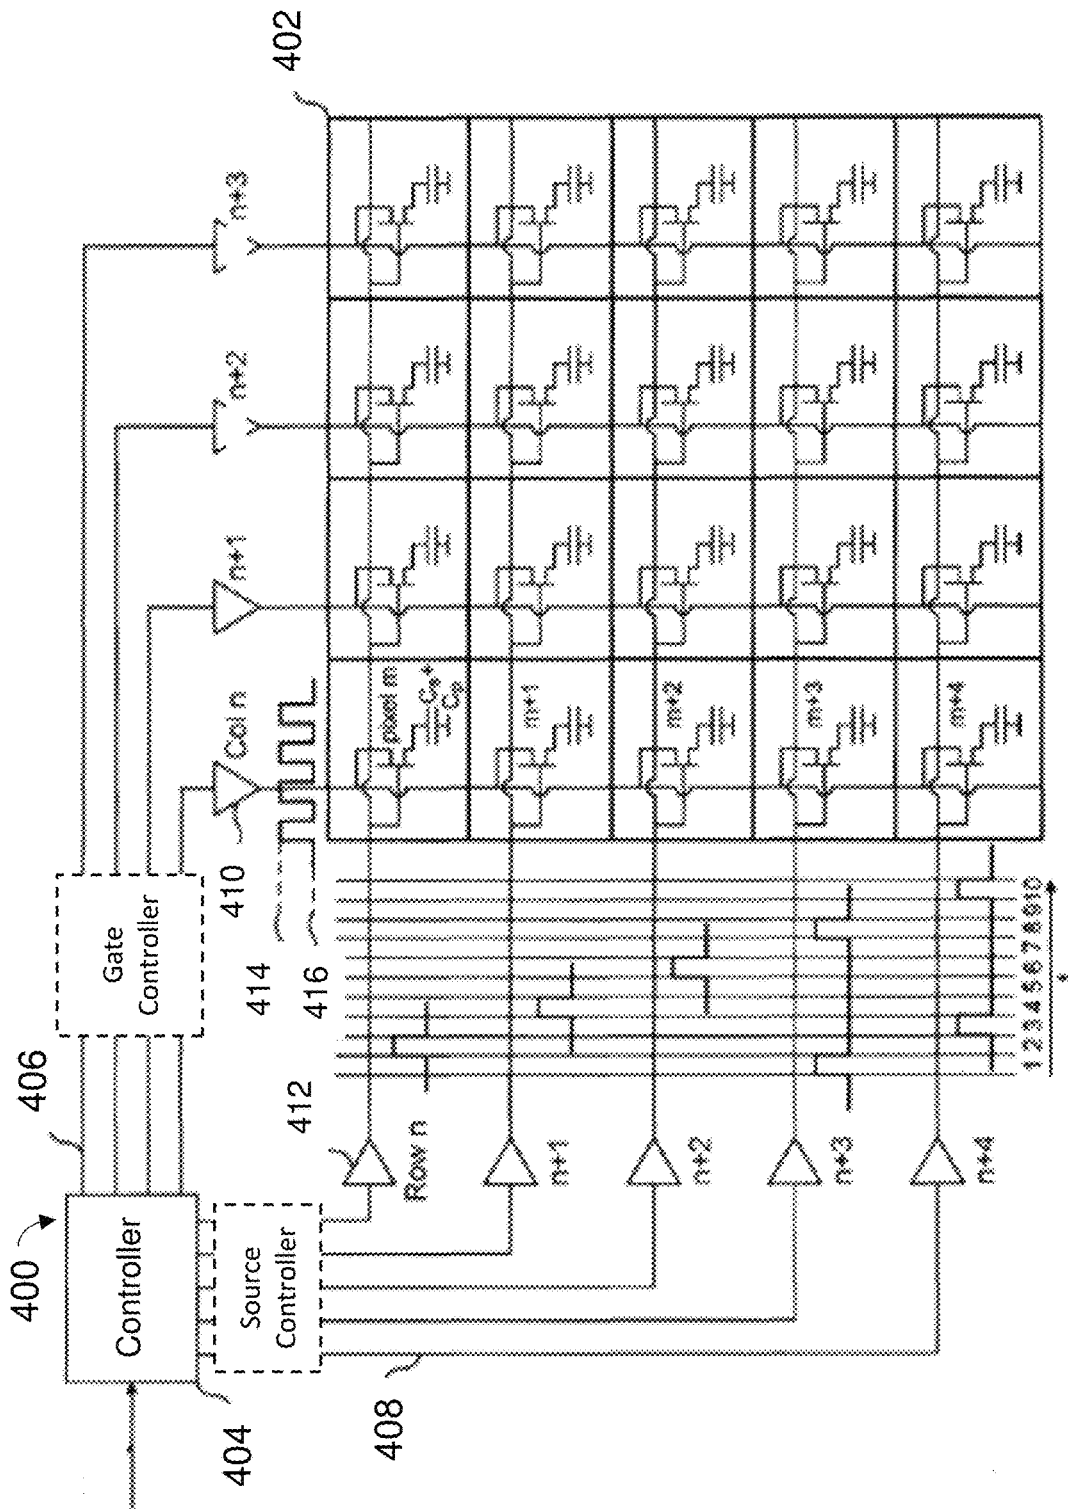 400
Controller
404
406
408
Gate
Controller
Source
Controller
410
412
414
416
402
Col n
n+1
n+2
n+3
Row n
n+1
n+2
n+3
n+4
pixel m
m+1
m+2
m+3
m+4
1 2 3 4 5 6 7 8 9 10